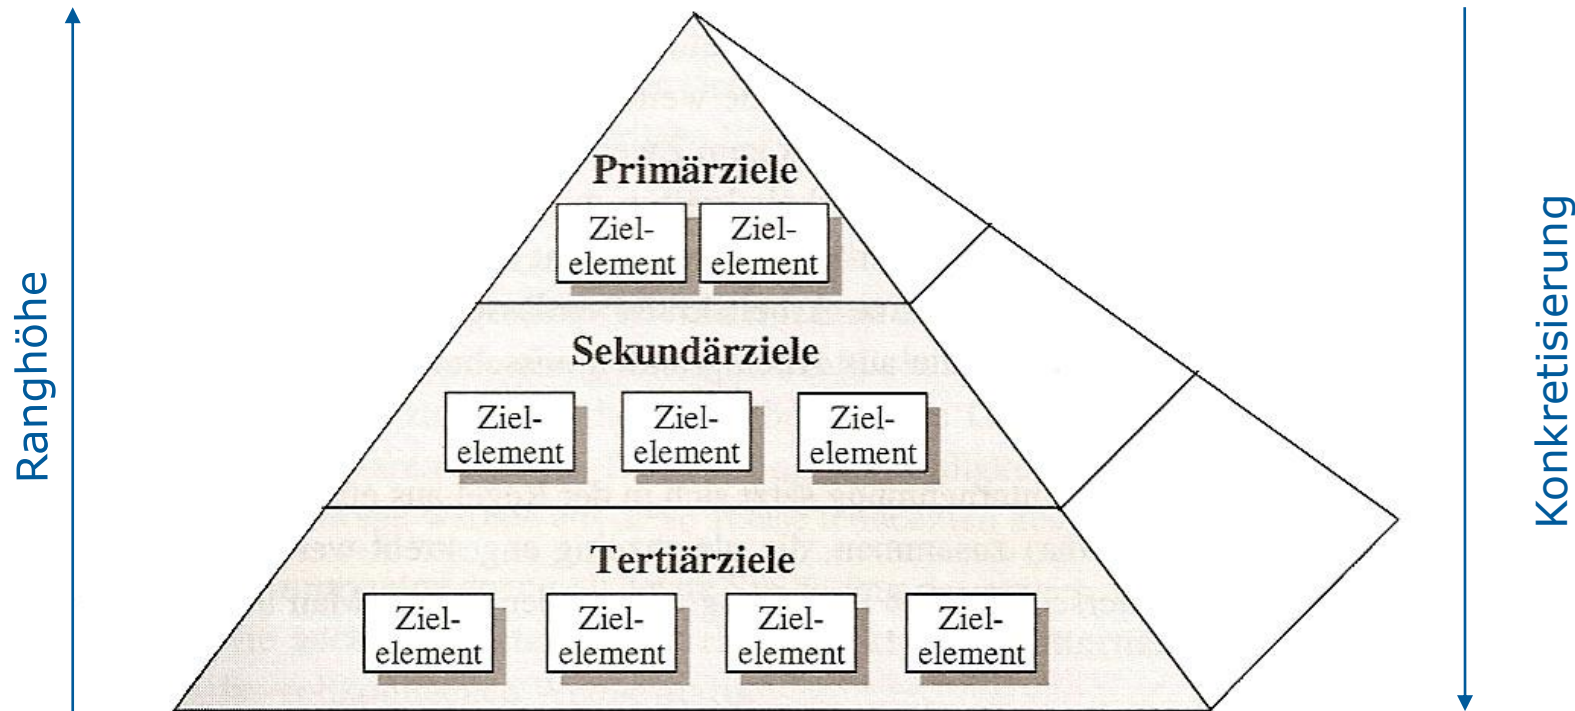 Ranghöhe
Primärziele
Ziel-
element
Ziel-
element
Sekundärziele
Ziel-
element
Ziel-
element
Ziel-
element
Tertiärziele
Ziel-
element
Ziel-
element
Ziel-
element
Ziel-
element
Konkretisierung